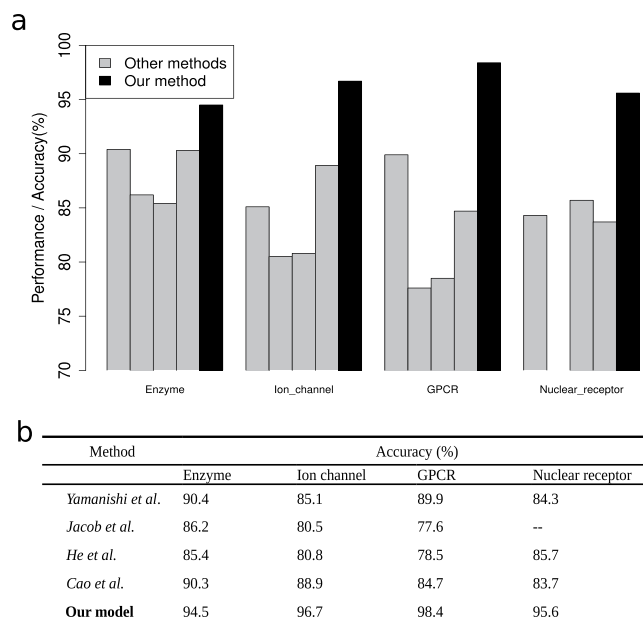 a
Performance / Accuracy(%)
100
95
90
85
80
75
70
Other methods
Our method
Enzyme Ion_channel GPCR Nuclear_receptor
b
Method Accuracy (%)
Enzyme Ion channel GPCR Nuclear receptor
Yamanishi et al. 90.4 85.1 89.9 84.3
Jacob et al. 86.2 80.5 77.6 --
He et al. 85.4 80.8 78.5 85.7
Cao et al. 90.3 88.9 84.7 83.7
Our model 94.5 96.7 98.4 95.6